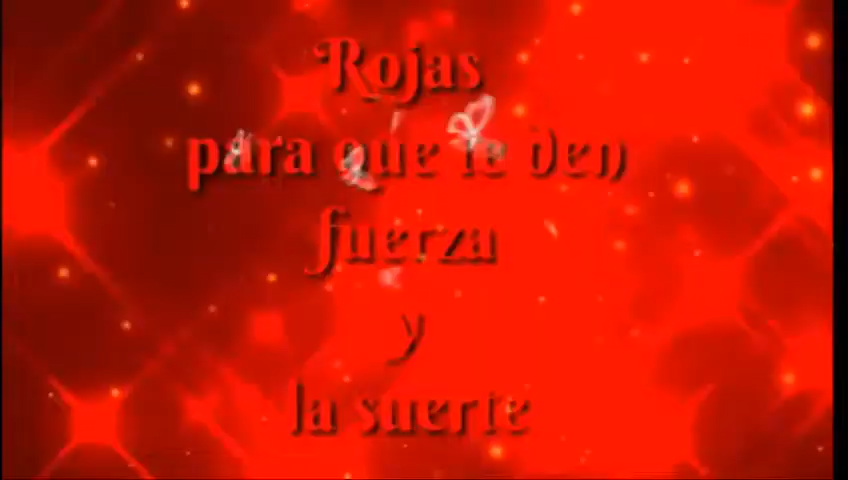 Rojas
para que te den
fuerza
y
la suerte